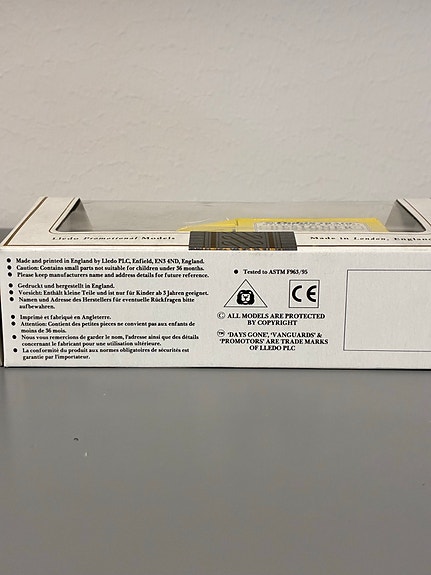 Lledo Promotional Models
Made in London, England
● Made and printed in England by Lledo PLC, Enfield, EN3 4ND, England.
● Caution: Contains small parts not suitable for children under 36 months.
● Please keep manufacturers name and address details for future reference.
● Gedruckt und hergestellt in England.
● Vorsicht: Enthält kleine Teile und ist nur für Kinder ab 3 Jahren geeignet.
● Namen und Adresse des Herstellers für eventuelle Rückfragen bitte
aufbewahren.
● Imprimé et fabriqué en Angleterre.
● Attention: Contient des petites pieces ne convient pas aux enfants de
moins de 36 mois.
● Nous vous remercions de garder le nom, l'adresse ainsi que des détails
concernant le fabricant pour une utilisation ultérieure.
● La conformité du produit aux normes obligatoires de sécurités est
garantie par l'importateur.
● Tested to ASTM F963/95
CE
© ALL MODELS ARE PROTECTED
BY COPYRIGHT
™ 'DAYS GONE', 'VANGUARDS' &
'PROMOTORS' ARE TRADE MARKS
OF LLEDO PLC